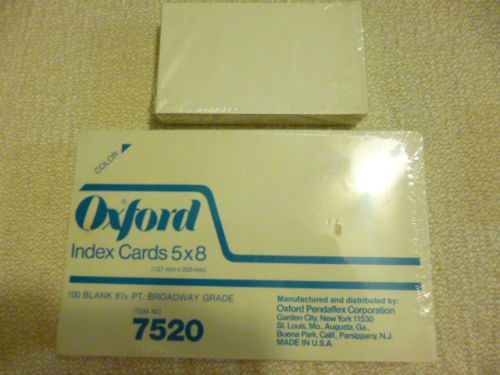 COLOR
Oxford®
Index Cards 5x8
(127 mm x 203 mm)
100 BLANK 6½ PT. BROADWAY GRADE
ITEM NO.
7520
Manufactured and distributed by:
Oxford Pendaflex Corporation
Garden City, New York 11530
St. Louis, Mo., Augusta, Ga.,
Buena Park, Calif., Parsippany, N.J.
MADE IN U.S.A.